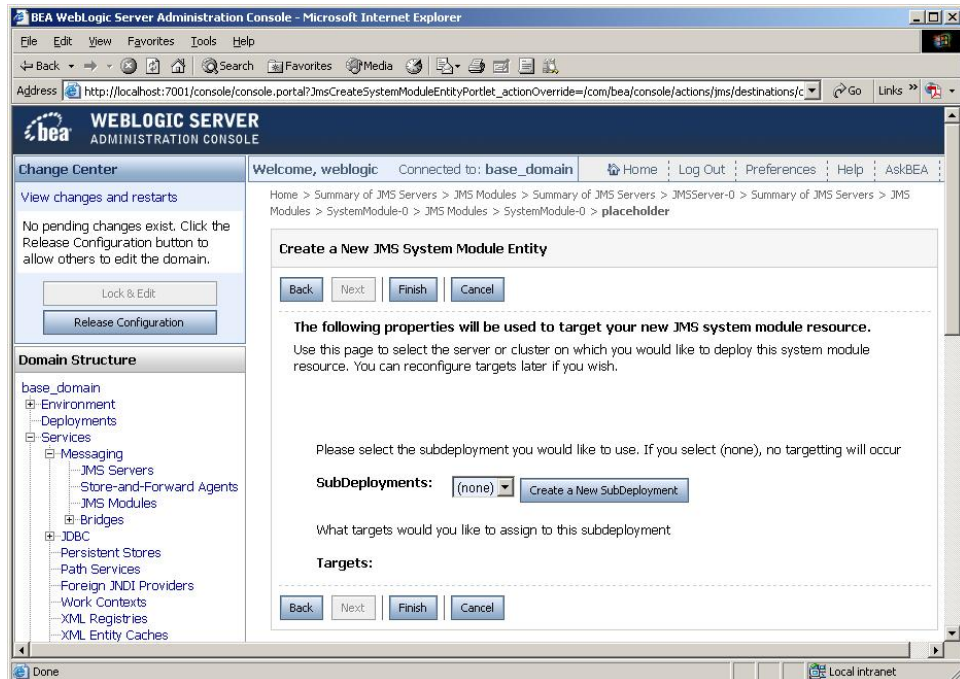 BEA WebLogic Server Administration Console - Microsoft Internet Explorer
File Edit View Favorites Tools Help
Back Search Favorites Media
Address http://localhost:7001/console/console.portal?JmsCreateSystemModuleEntityPortlet_actionOverride=/com/bea/console/actions/jms/destinations/c Go Links »
bea WEBLOGIC SERVER
ADMINISTRATION CONSOLE
Change Center
View changes and restarts
No pending changes exist. Click the
Release Configuration button to
allow others to edit the domain.
Lock & Edit
Release Configuration
Domain Structure
base_domain
Environment
Deployments
Services
Messaging
JMS Servers
Store-and-Forward Agents
JMS Modules
Bridges
JDBC
Persistent Stores
Path Services
Foreign JNDI Providers
Work Contexts
XML Registries
XML Entity Caches
Welcome, weblogic Connected to: base_domain Home Log Out Preferences Help AskBEA
Home > Summary of JMS Servers > JMS Modules > Summary of JMS Servers > JMSServer-0 > Summary of JMS Servers > JMS
Modules > SystemModule-0 > JMS Modules > SystemModule-0 > placeholder
Create a New JMS System Module Entity
Back Next Finish Cancel
The following properties will be used to target your new JMS system module resource.
Use this page to select the server or cluster on which you would like to deploy this system module
resource. You can reconfigure targets later if you wish.
Please select the subdeployment you would like to use. If you select (none), no targetting will occur
SubDeployments: (none) Create a New SubDeployment
What targets would you like to assign to this subdeployment
Targets:
Back Next Finish Cancel
Done Local intranet